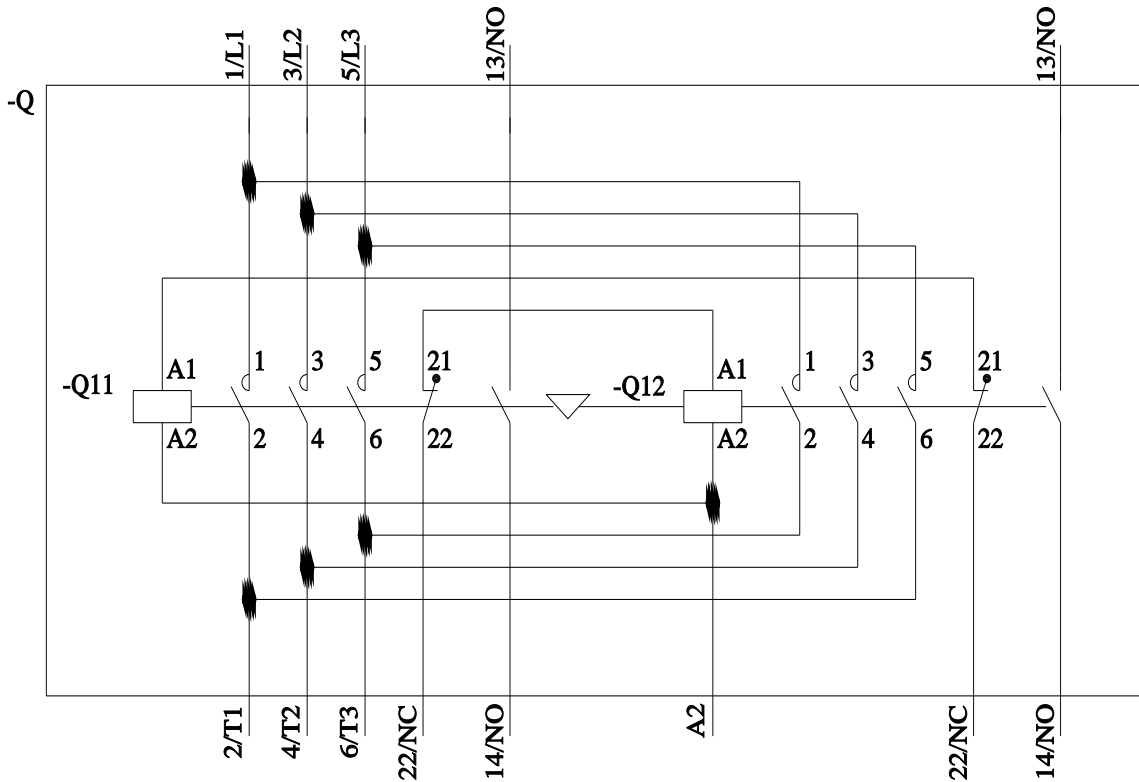 1/L1 3/L2 5/L3 13/NO 13/NO
-Q
-Q11 A1 1 3 5 21 -Q12 A1 1 3 5 21
A2 2 4 6 22 A2 2 4 6 22
2/T1 4/T2 6/T3 22/NC 14/NO A2 22/NC 14/NO